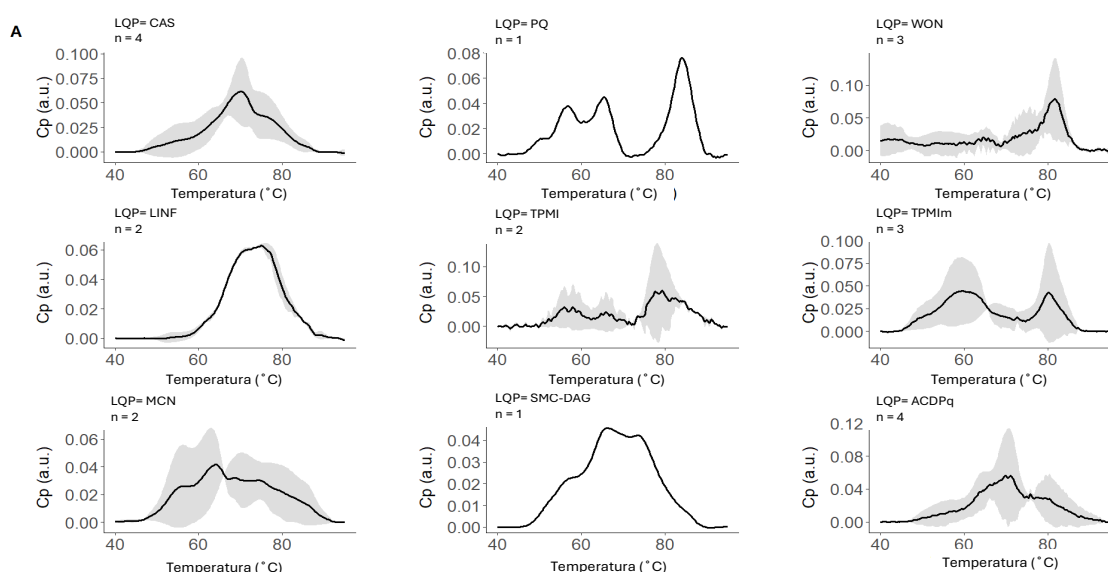 A
LQP= CAS
n = 4
Cp (a.u.)
0.100
0.075
0.050
0.025
0.000
40 60 80
Temperatura (˚C)
LQP= PQ
n = 1
Cp (a.u.)
0.08
0.06
0.04
0.02
0.00
40 60 80
Temperatura (˚C) )
LQP= WON
n = 3
Cp (a.u.)
0.10
0.05
0.00
40 60 80
Temperatura (˚C)
LQP= LINF
n = 2
Cp (a.u.)
0.06
0.04
0.02
0.00
40 60 80
Temperatura (˚C)
LQP= TPMI
n = 2
Cp (a.u.)
0.10
0.05
0.00
40 60 80
Temperatura (˚C)
LQP= TPMIm
n = 3
Cp (a.u.)
0.100
0.075
0.050
0.025
0.000
40 60 80
Temperatura (˚C)
LQP= MCN
n = 2
Cp (a.u.)
0.06
0.04
0.02
0.00
40 60 80
Temperatura (˚C)
LQP= SMC-DAG
n = 1
Cp (a.u.)
0.04
0.03
0.02
0.01
0.00
40 60 80
Temperatura (˚C)
LQP= ACDPq
n = 4
Cp (a.u.)
0.12
0.08
0.04
0.00
40 60 80
Temperatura (˚C)